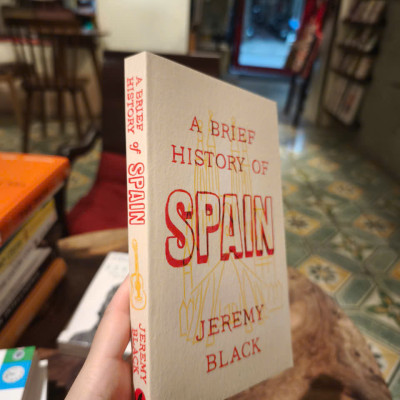 A BRIEF
HISTORY OF
SPAIN
JEREMY
BLACK
A BRIEF
HISTORY of
SPAIN
JEREMY
BLACK